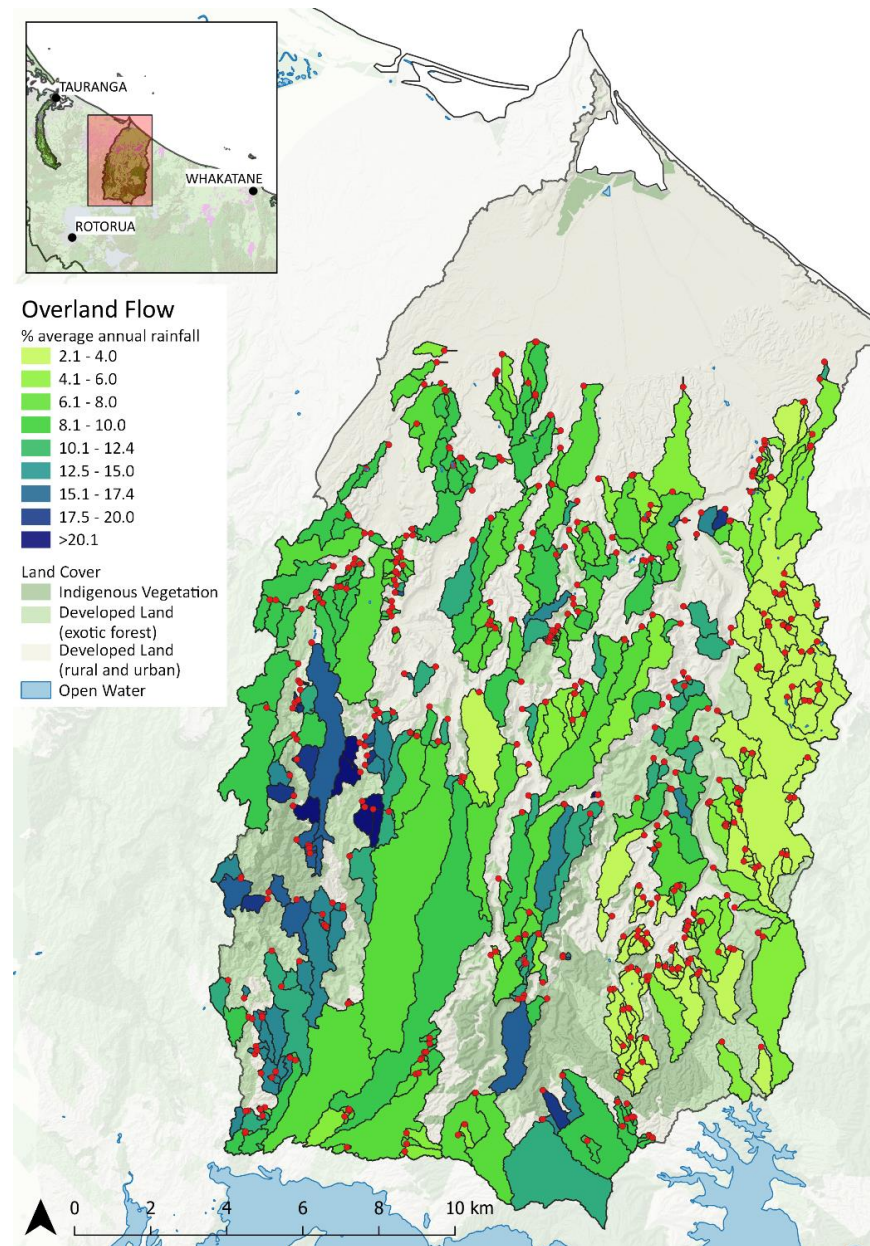 TAURANGA
WHAKATANE
ROTORUA
Overland Flow
% average annual rainfall
2.1 - 4.0
4.1 - 6.0
6.1 - 8.0
8.1 - 10.0
10.1 - 12.4
12.5 - 15.0
15.1 - 17.4
17.5 - 20.0
>20.1
Land Cover
Indigenous Vegetation
Developed Land
(exotic forest)
Developed Land
(rural and urban)
Open Water
0 2 4 6 8 10 km